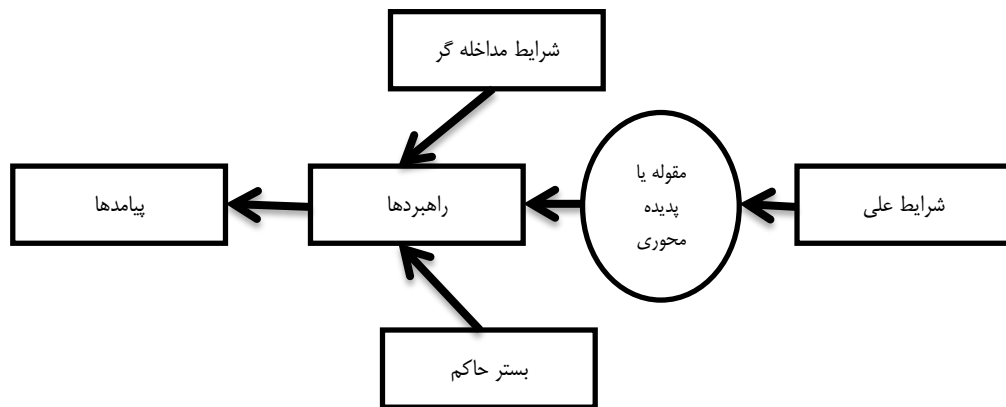 شرایط مداخله گر
مقوله یا
پدیده
محوری
شرایط علی
راهبردها
پیامدها
بستر حاکم